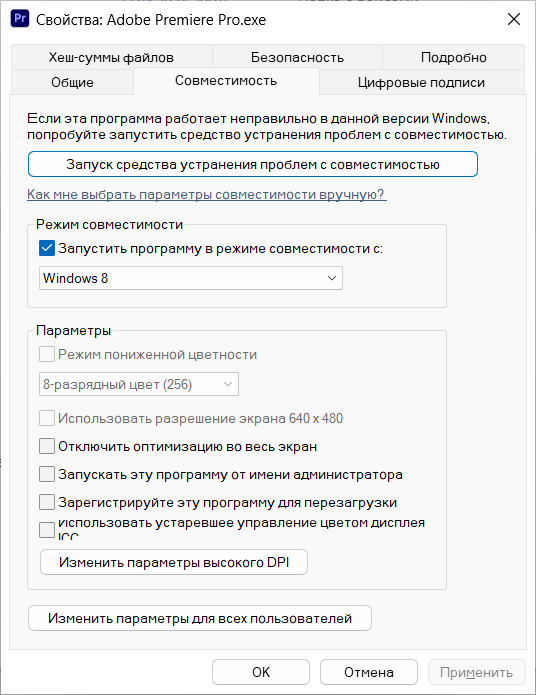 Pr Свойства: Adobe Premiere Pro.exe
Хеш-суммы файлов Безопасность Подробно
Общие Совместимость Цифровые подписи
Если эта программа работает неправильно в данной версии Windows,
попробуйте запустить средство устранения проблем с совместимостью.
Запуск средства устранения проблем с совместимостью
Как мне выбрать параметры совместимости вручную?
Режим совместимости
Запустить программу в режиме совместимости с:
Windows 8
Параметры
Режим пониженной цветности
8-разрядный цвет (256)
Использовать разрешение экрана 640 x 480
Отключить оптимизацию во весь экран
Запускать эту программу от имени администратора
Зарегистрируйте эту программу для перезагрузки
Использовать устаревшее управление цветом дисплея
ICC
Изменить параметры высокого DPI
Изменить параметры для всех пользователей
OK Отмена Применить